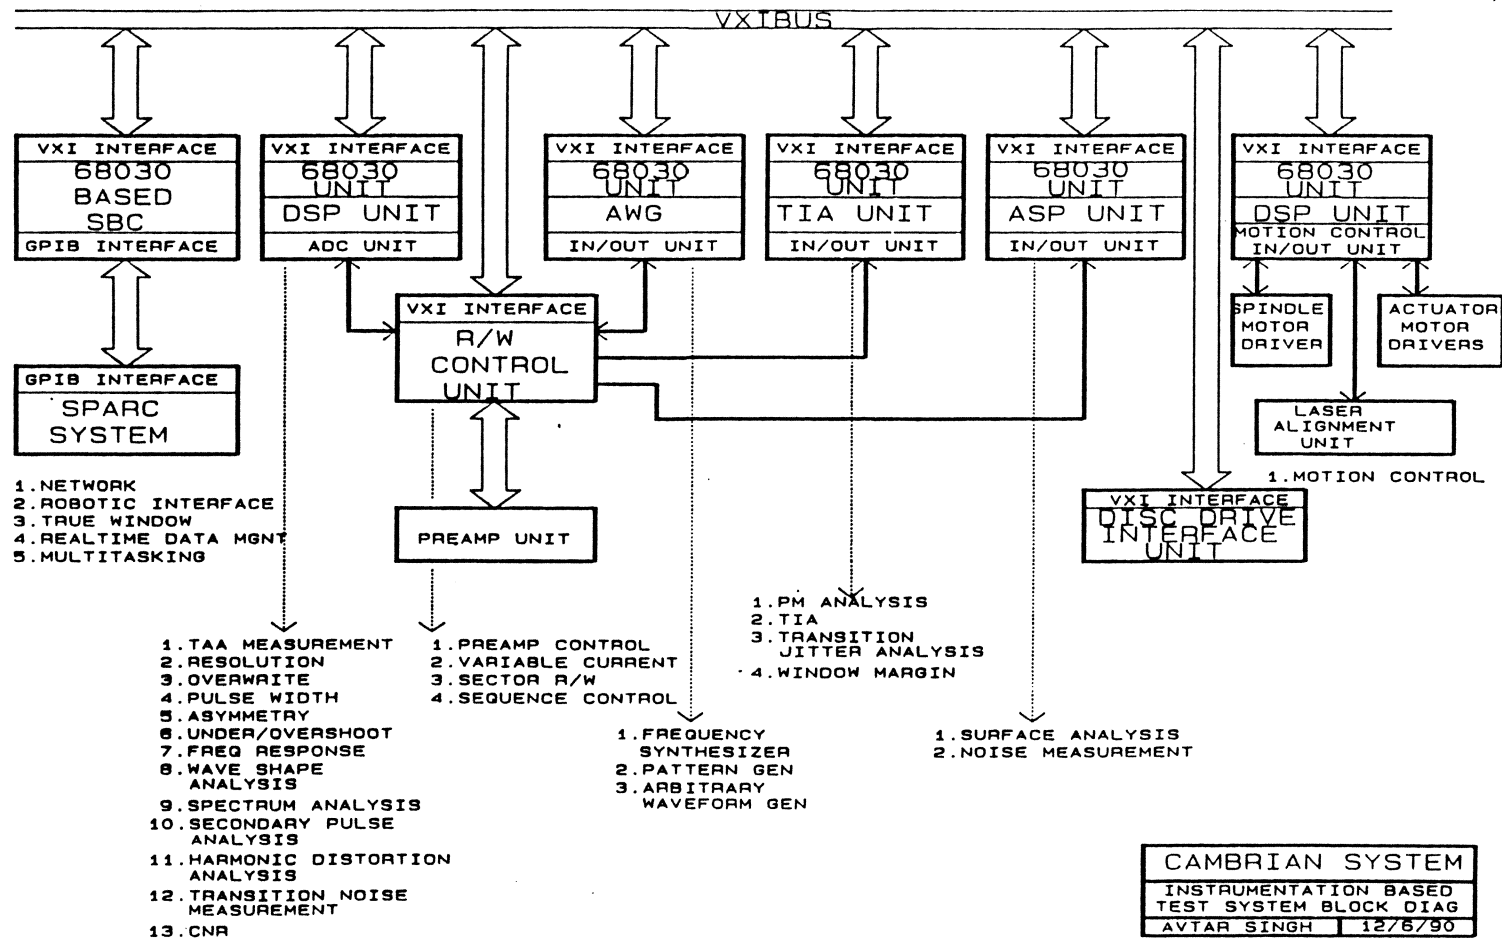 VXIBUS
VXI INTERFACE
68030
BASED
SBC
GPIB INTERFACE
VXI INTERFACE
68030
UNIT
DSP UNIT
ADC UNIT
VXI INTERFACE
68030
UNIT
AWG
IN/OUT UNIT
VXI INTERFACE
68030
UNIT
TIA UNIT
IN/OUT UNIT
VXI INTERFACE
68030
UNIT
ASP UNIT
IN/OUT UNIT
VXI INTERFACE
68030
UNIT
DSP UNIT
MOTION CONTROL
IN/OUT UNIT
VXI INTERFACE
R/W
CONTROL
UNIT
SPINDLE
MOTOR
DRIVER
ACTUATOR
MOTOR
DRIVERS
GPIB INTERFACE
SPARC
SYSTEM
LASER
ALIGNMENT
UNIT
1.MOTION CONTROL
1.NETWORK
2.ROBOTIC INTERFACE
3.TRUE WINDOW
4.REALTIME DATA MGNT
5.MULTITASKING
PREAMP UNIT
VXI INTERFACE
DISC DRIVE
INTERFACE
UNIT
1.TAA MEASUREMENT
2.RESOLUTION
3.OVERWRITE
4.PULSE WIDTH
5.ASYMMETRY
6.UNDER/OVERSHOOT
7.FREQ RESPONSE
8.WAVE SHAPE
ANALYSIS
9.SPECTRUM ANALYSIS
10.SECONDARY PULSE
ANALYSIS
11.HARMONIC DISTORTION
ANALYSIS
12.TRANSITION NOISE
MEASUREMENT
13.CNR
1.PREAMP CONTROL
2.VARIABLE CURRENT
3.SECTOR R/W
4.SEQUENCE CONTROL
1.FREQUENCY
SYNTHESIZER
2.PATTERN GEN
3.ARBITRARY
WAVEFORM GEN
1.PM ANALYSIS
2.TIA
3.TRANSITION
JITTER ANALYSIS
4.WINDOW MARGIN
1.SURFACE ANALYSIS
2.NOISE MEASUREMENT
CAMBRIAN SYSTEM
INSTRUMENTATION BASED
TEST SYSTEM BLOCK DIAG
AVTAR SINGH
12/6/90